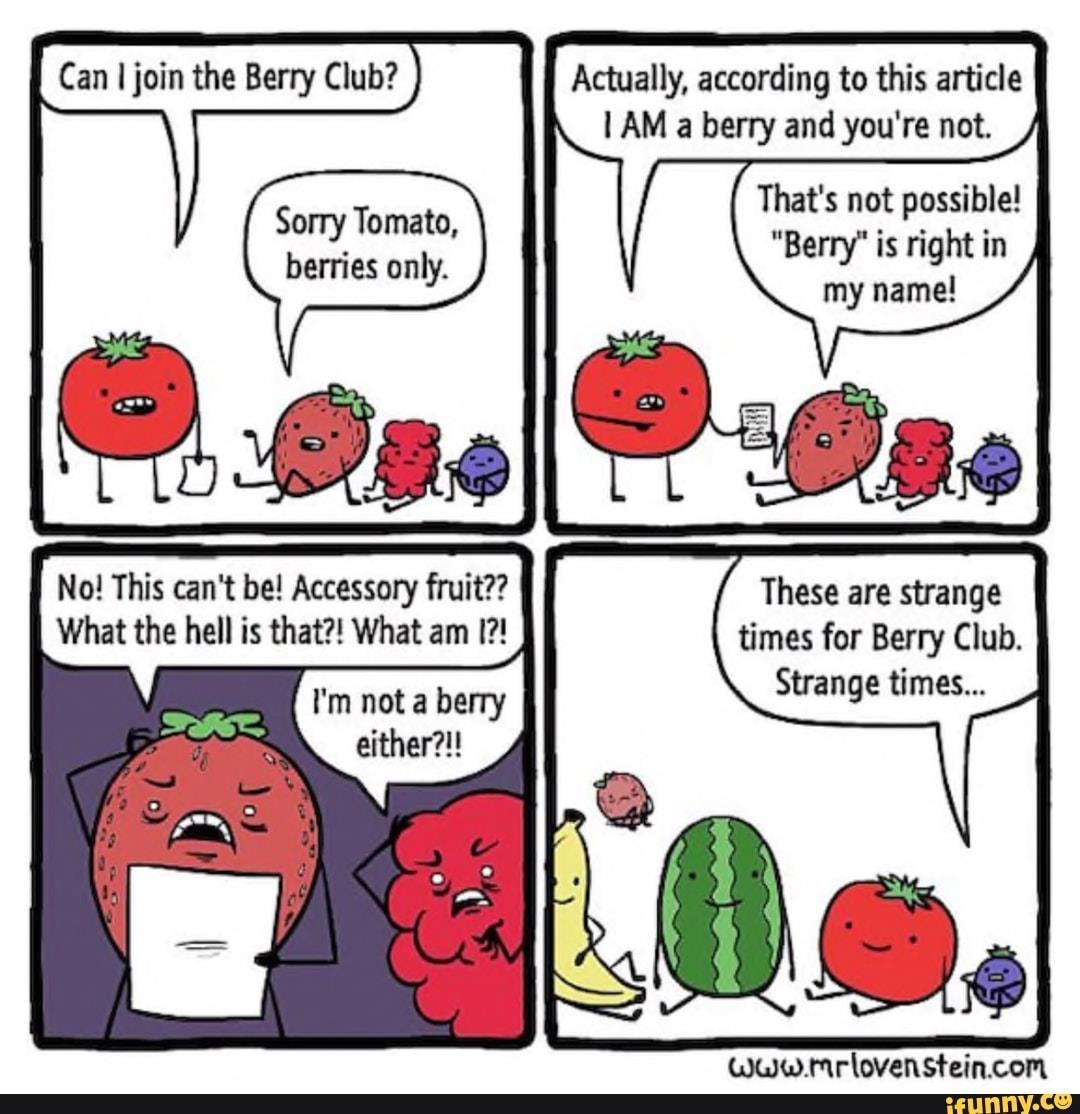 Can I join the Berry Club?
Sorry Tomato,
berries only.
Actually, according to this article
I AM a berry and you're not.
That's not possible!
"Berry" is right in
my name!
No! This can't be! Accessory fruit??
What the hell is that?! What am I?!
I'm not a berry
either?!!
These are strange
times for Berry Club.
Strange times...
www.mrlovenstein.com
ifunny.co